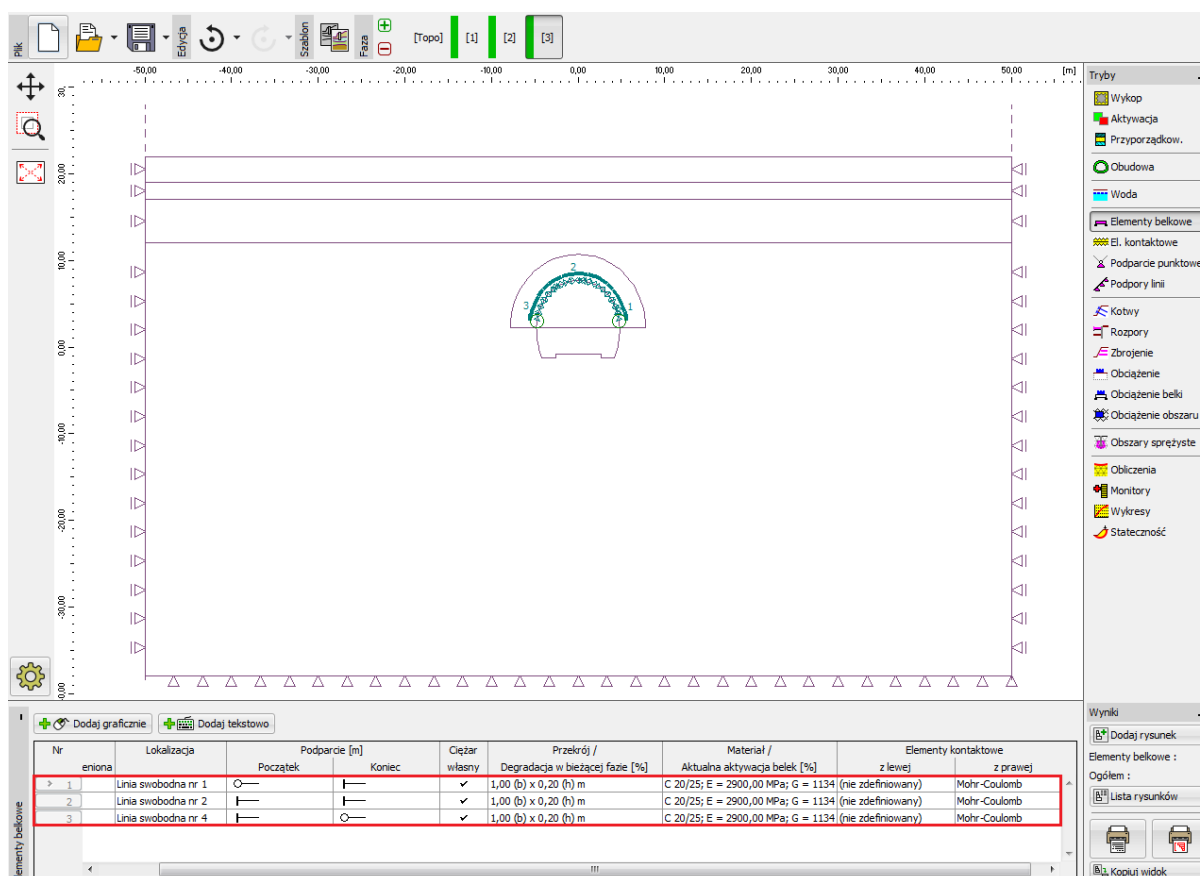 Plik
Edycja
Szablon
Faza
[Topo] [1] [2] [3]
-50,00 -40,00 -30,00 -20,00 -10,00 0,00 10,00 20,00 30,00 40,00 50,00 [m]
30,
20,00
10,00
0,00
-10,00
-20,00
-30,00
0,00
2
3
1
Tryby
Wykop
Aktywacja
Przyporządkow.
Obudowa
Woda
Elementy belkowe
El. kontaktowe
Podparcie punktowe
Podpory linii
Kotwy
Rozpory
Zbrojenie
Obciążenie
Obciążenie belki
Obciążenie obszaru
Obszary sprężyste
Obliczenia
Monitory
Wykresy
Stateczność
Dodaj graficznie Dodaj tekstowo
Nr Lokalizacja Podparcie [m] Ciężar Przekrój / Materiał / Elementy kontaktowe
eniona Początek Koniec własny Degradacja w bieżącej fazie [%] Aktualna aktywacja belek [%] z lewej z prawej
> 1 Linia swobodna nr 1 1,00 (b) x 0,20 (h) m C 20/25; E = 2900,00 MPa; G = 1134 (nie zdefiniowany) Mohr-Coulomb
2 Linia swobodna nr 2 1,00 (b) x 0,20 (h) m C 20/25; E = 2900,00 MPa; G = 1134 (nie zdefiniowany) Mohr-Coulomb
3 Linia swobodna nr 4 1,00 (b) x 0,20 (h) m C 20/25; E = 2900,00 MPa; G = 1134 (nie zdefiniowany) Mohr-Coulomb
ementy belkowe
Wyniki
Dodaj rysunek
Elementy belkowe :
Ogółem :
Lista rysunków
Kopiuj widok